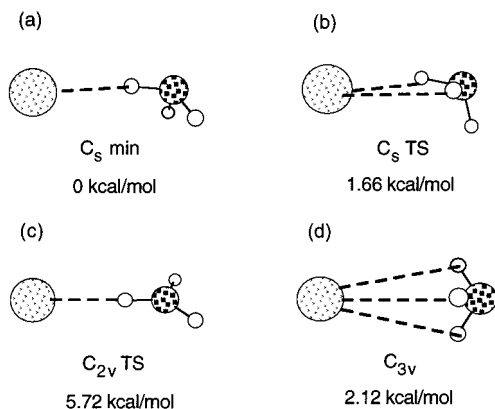 (a)
C_s min
0 kcal/mol
(b)
C_s TS
1.66 kcal/mol
(c)
C_2v TS
5.72 kcal/mol
(d)
C_3v
2.12 kcal/mol